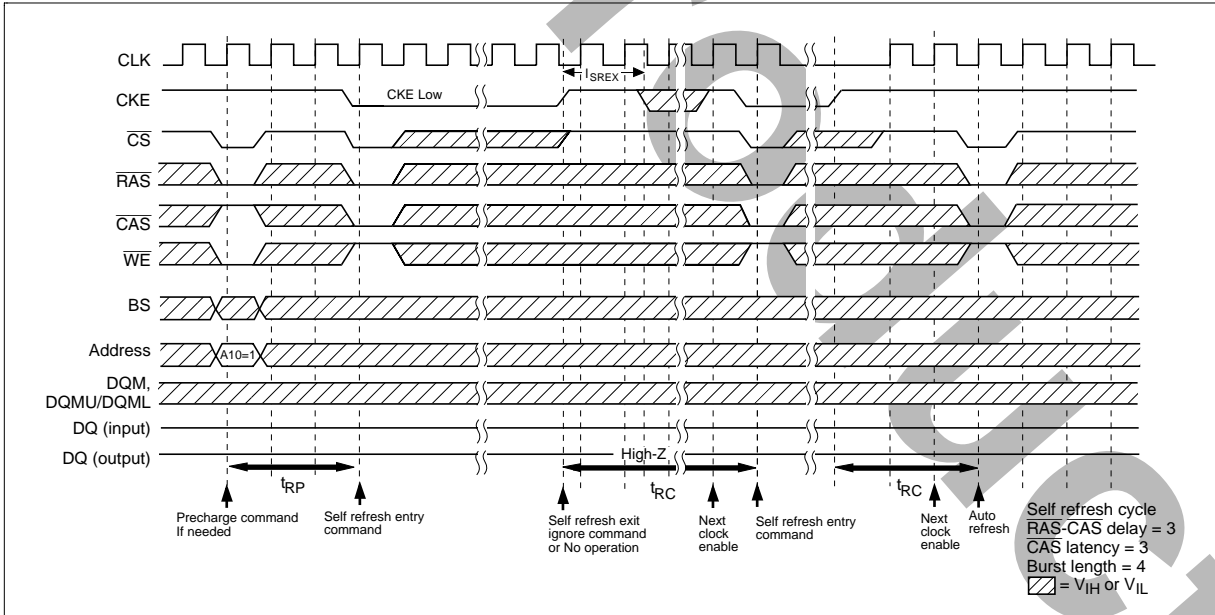 CLK
l SREX
CKE
CKE Low
CS
RAS
CAS
WE
BS
Address
A10=1
DQM,
DQMU/DQML
DQ (input)
DQ (output)
High-Z
tRP
tRC
tRC
Precharge command
If needed
Self refresh entry
command
Self refresh exit
ignore command
or No operation
Next
clock
enable
Self refresh entry
command
Next
clock
enable
Auto
refresh
Self refresh cycle
RAS-CAS delay = 3
CAS latency = 3
Burst length = 4
= VIH or VIL